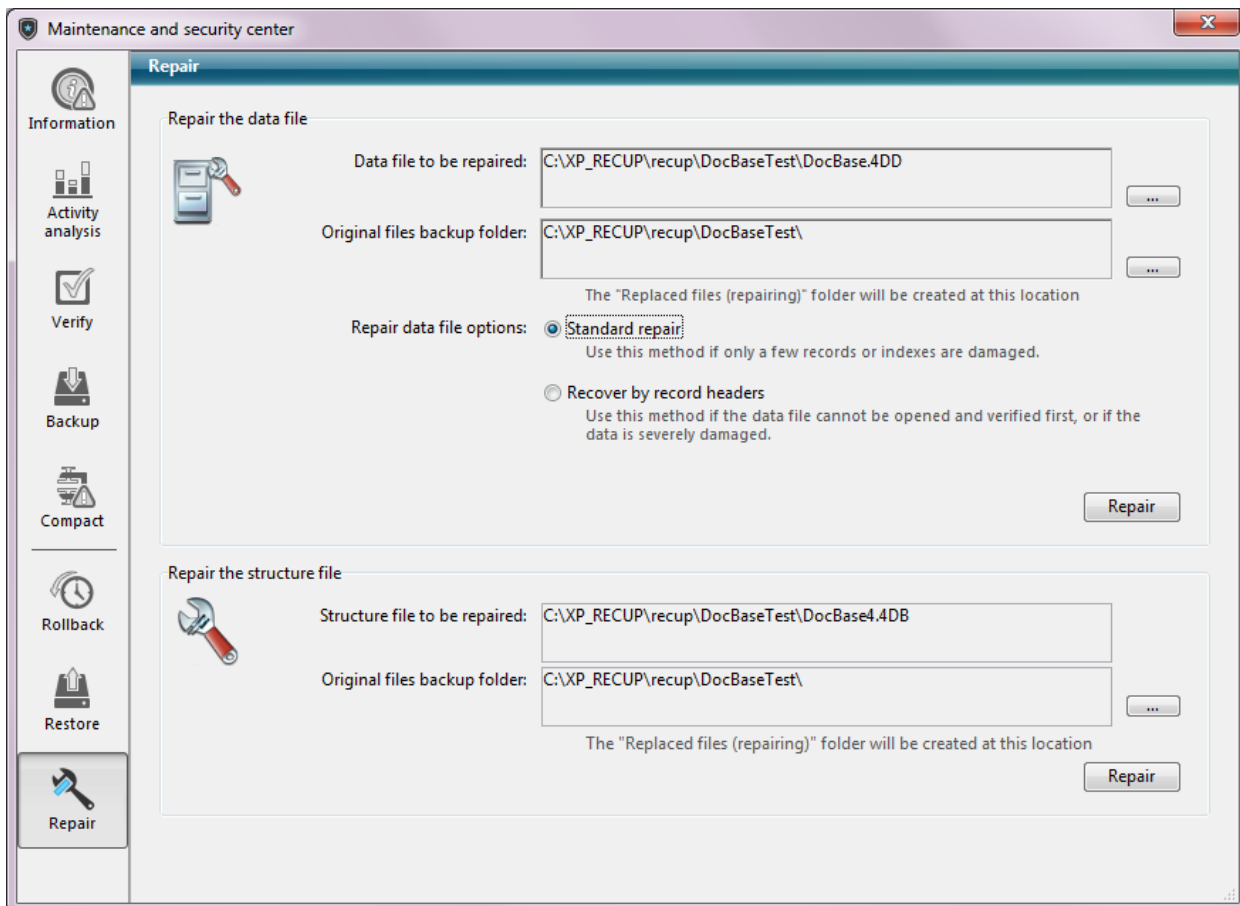 Maintenance and security center
Information
Activity
analysis
Verify
Backup
Compact
Rollback
Restore
Repair
Repair
Repair the data file
Data file to be repaired:
C:\XP_RECUP\recup\DocBaseTest\DocBase.4DD
...
Original files backup folder:
C:\XP_RECUP\recup\DocBaseTest\
...
The "Replaced files (repairing)" folder will be created at this location
Repair data file options:
Standard repair
Use this method if only a few records or indexes are damaged.
Recover by record headers
Use this method if the data file cannot be opened and verified first, or if the
data is severely damaged.
Repair
Repair the structure file
Structure file to be repaired:
C:\XP_RECUP\recup\DocBaseTest\DocBase4.4DB
Original files backup folder:
C:\XP_RECUP\recup\DocBaseTest\
...
The "Replaced files (repairing)" folder will be created at this location
Repair